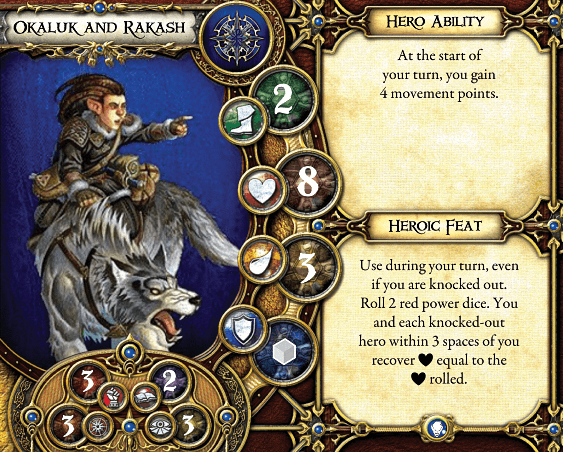 Okaluk and Rakash
2
8
3
3
2
3
3
Hero Ability
At the start of
your turn, you gain
4 movement points.
Heroic Feat
Use during your turn, even
if you are knocked out.
Roll 2 red power dice. You
and each knocked-out
hero within 3 spaces of you
recover ♥ equal to the
♥ rolled.